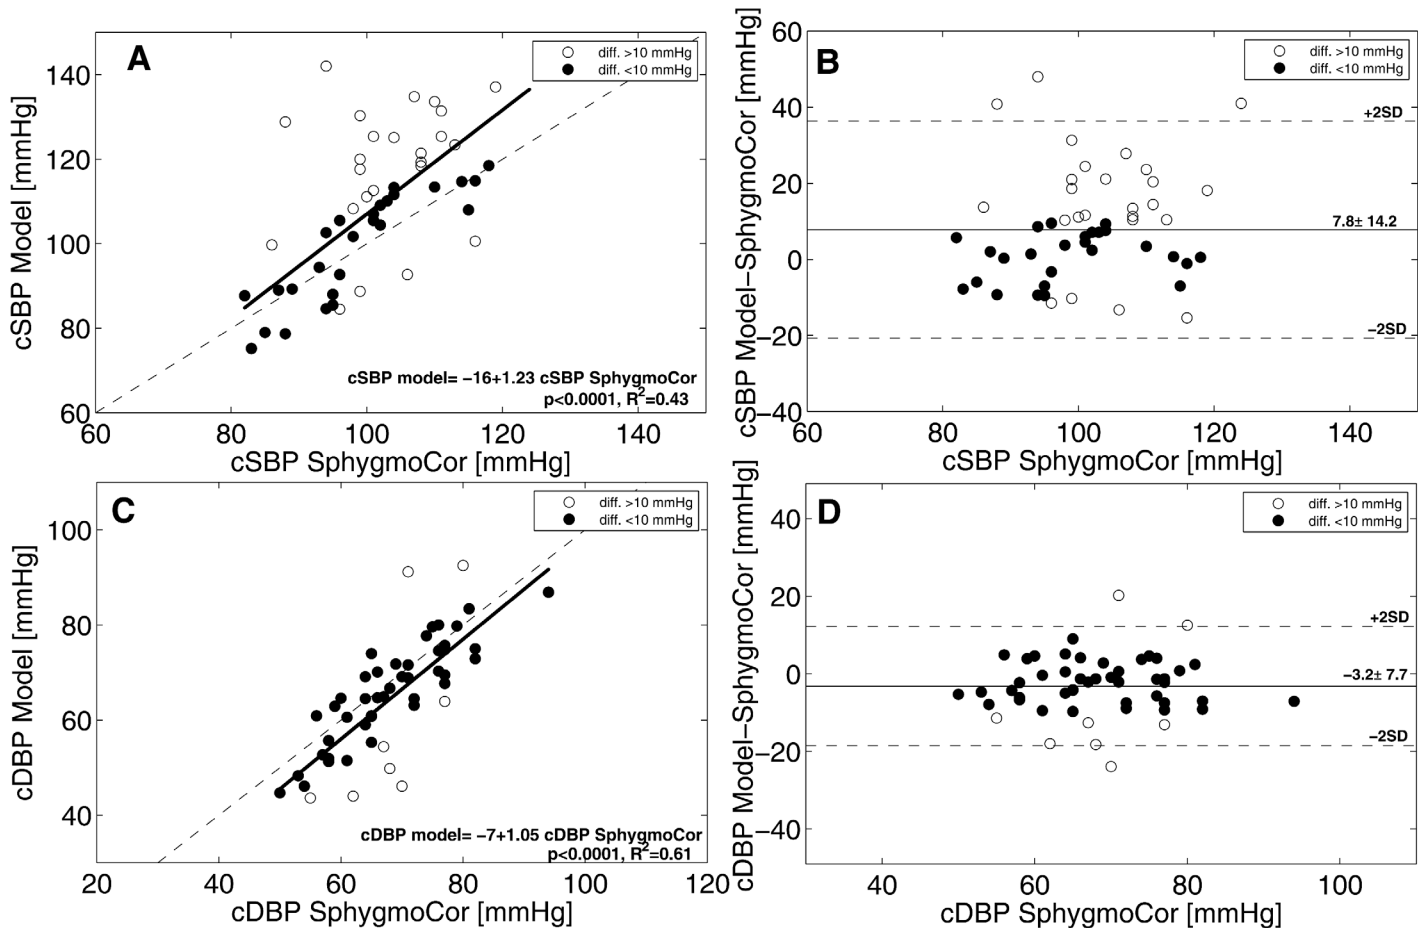 A
diff. >10 mmHg
diff. <10 mmHg
cSBP Model [mmHg]
140
120
100
80
60
cSBP model= −16+1.23 cSBP SphygmoCor
p<0.0001, R²=0.43
60 80 100 120 140
cSBP SphygmoCor [mmHg]
B
diff. >10 mmHg
diff. <10 mmHg
cSBP Model−SphygmoCor [mmHg]
60
40
20
0
−20
−40
+2SD
7.8± 14.2
−2SD
60 80 100 120 140
cSBP SphygmoCor [mmHg]
C
diff. >10 mmHg
diff. <10 mmHg
cDBP Model [mmHg]
100
80
60
40
cDBP model= −7+1.05 cDBP SphygmoCor
p<0.0001, R²=0.61
20 40 60 80 100 120
cDBP SphygmoCor [mmHg]
D
diff. >10 mmHg
diff. <10 mmHg
cDBP Model−SphygmoCor [mmHg]
40
20
0
−20
−40
+2SD
−3.2± 7.7
−2SD
40 60 80 100
cDBP SphygmoCor [mmHg]